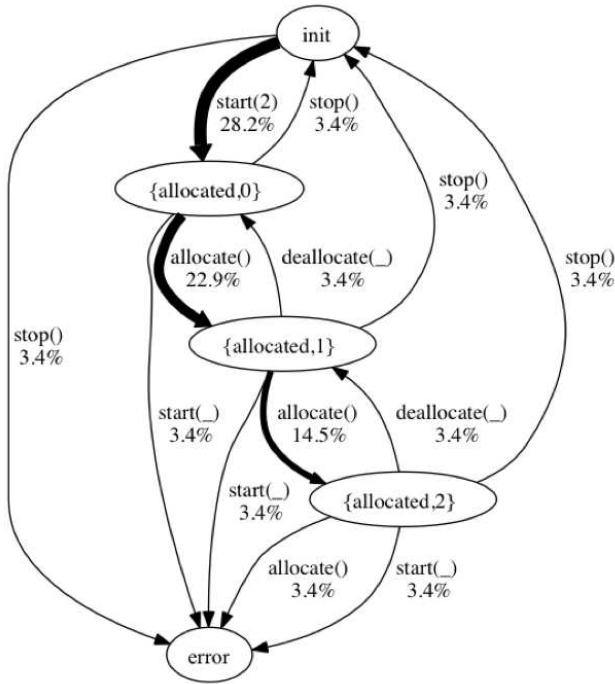 init
start(2)
28.2%
stop()
3.4%
{allocated,0}
stop()
3.4%
allocate()
22.9%
deallocate(_)
3.4%
stop()
3.4%
stop()
3.4%
{allocated,1}
start(_)
3.4%
allocate()
14.5%
deallocate(_)
3.4%
start(_)
3.4%
{allocated,2}
allocate()
3.4%
start(_)
3.4%
error